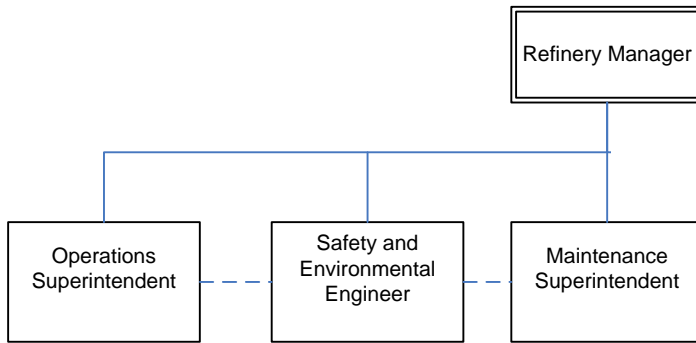 Refinery Manager
Operations
Superintendent
Safety and
Environmental
Engineer
Maintenance
Superintendent